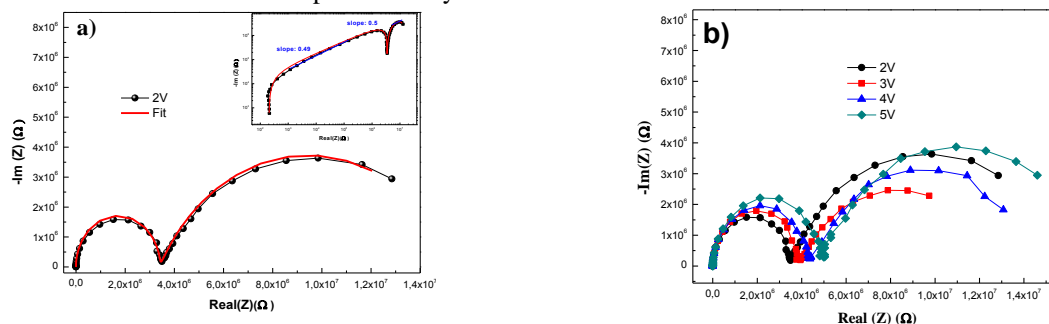 a)
slope: 0.5
slope: 0.49
-Im (Z) (Ω)
Real(Z)(Ω)
2V
Fit
8x10⁶
7x10⁶
6x10⁶
5x10⁶
4x10⁶
3x10⁶
2x10⁶
1x10⁶
0
-Im (Z) (Ω)
0,0 2,0x10⁶ 4,0x10⁶ 6,0x10⁶ 8,0x10⁶ 1,0x10⁷ 1,2x10⁷ 1,4x10
Real(Z)(Ω)
b)
2V
3V
4V
5V
8x10⁶
7x10⁶
6x10⁶
5x10⁶
4x10⁶
3x10⁶
2x10⁶
1x10⁶
0
-Im(Z) (Ω)
0,0 2,0x10⁶ 4,0x10⁶ 6,0x10⁶ 8,0x10⁶ 1,0x10⁷ 1,2x10⁷ 1,4x1
Real (Z) (Ω)